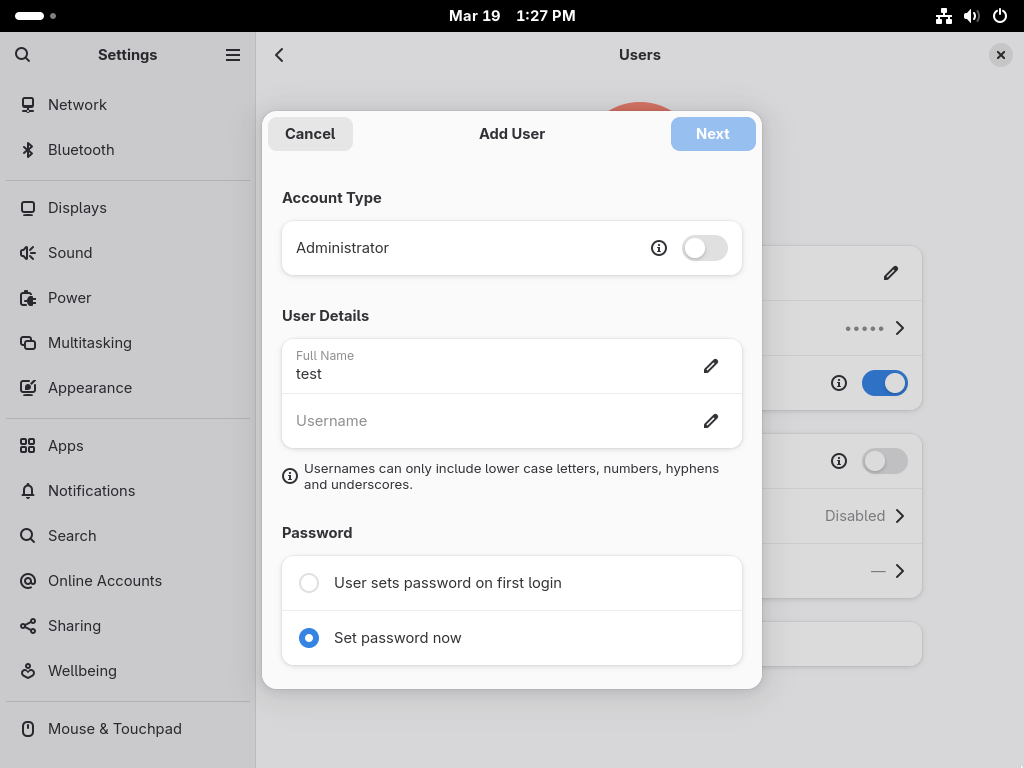 Mar 19 1:27 PM
Settings
Users
Network
Bluetooth
Displays
Sound
Power
Multitasking
Appearance
Apps
Notifications
Search
Online Accounts
Sharing
Wellbeing
Mouse & Touchpad
Cancel
Add User
Next
Account Type
Administrator
User Details
Full Name
test
Username
Usernames can only include lower case letters, numbers, hyphens
and underscores.
Password
User sets password on first login
Set password now
•••••
Disabled
—